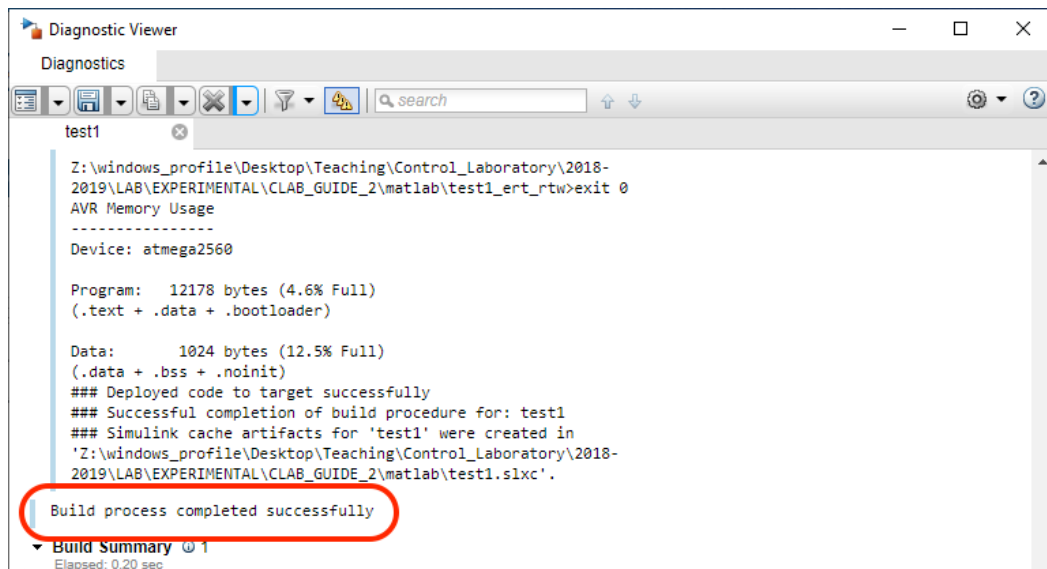 Diagnostic Viewer
Diagnostics
search
test1
Z:\windows_profile\Desktop\Teaching\Control_Laboratory\2018-
2019\LAB\EXPERIMENTAL\CLAB_GUIDE_2\matlab\test1_ert_rtw>exit 0
AVR Memory Usage
----------------
Device: atmega2560
Program:   12178 bytes (4.6% Full)
(.text + .data + .bootloader)
Data:       1024 bytes (12.5% Full)
(.data + .bss + .noinit)
### Deployed code to target successfully
### Successful completion of build procedure for: test1
### Simulink cache artifacts for 'test1' were created in
'Z:\windows_profile\Desktop\Teaching\Control_Laboratory\2018-
2019\LAB\EXPERIMENTAL\CLAB_GUIDE_2\matlab\test1.slxc'.
Build process completed successfully
Build Summary 1
Elapsed: 0.20 sec